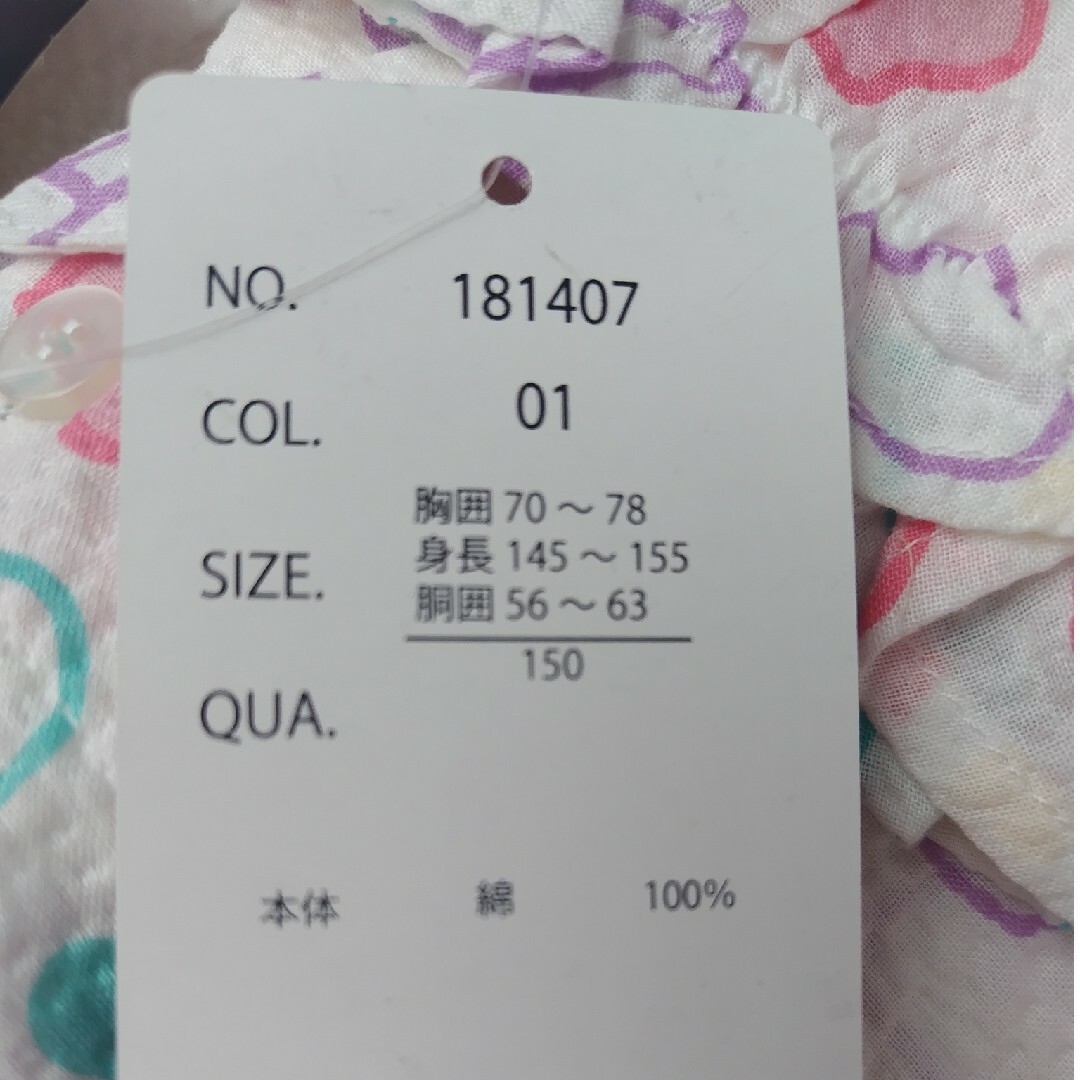 NO. 181407
COL. 01
SIZE. 胸囲 70 ～ 78
身長 145 ～ 155
胴囲 56 ～ 63
150
QUA.
本体 綿 100%